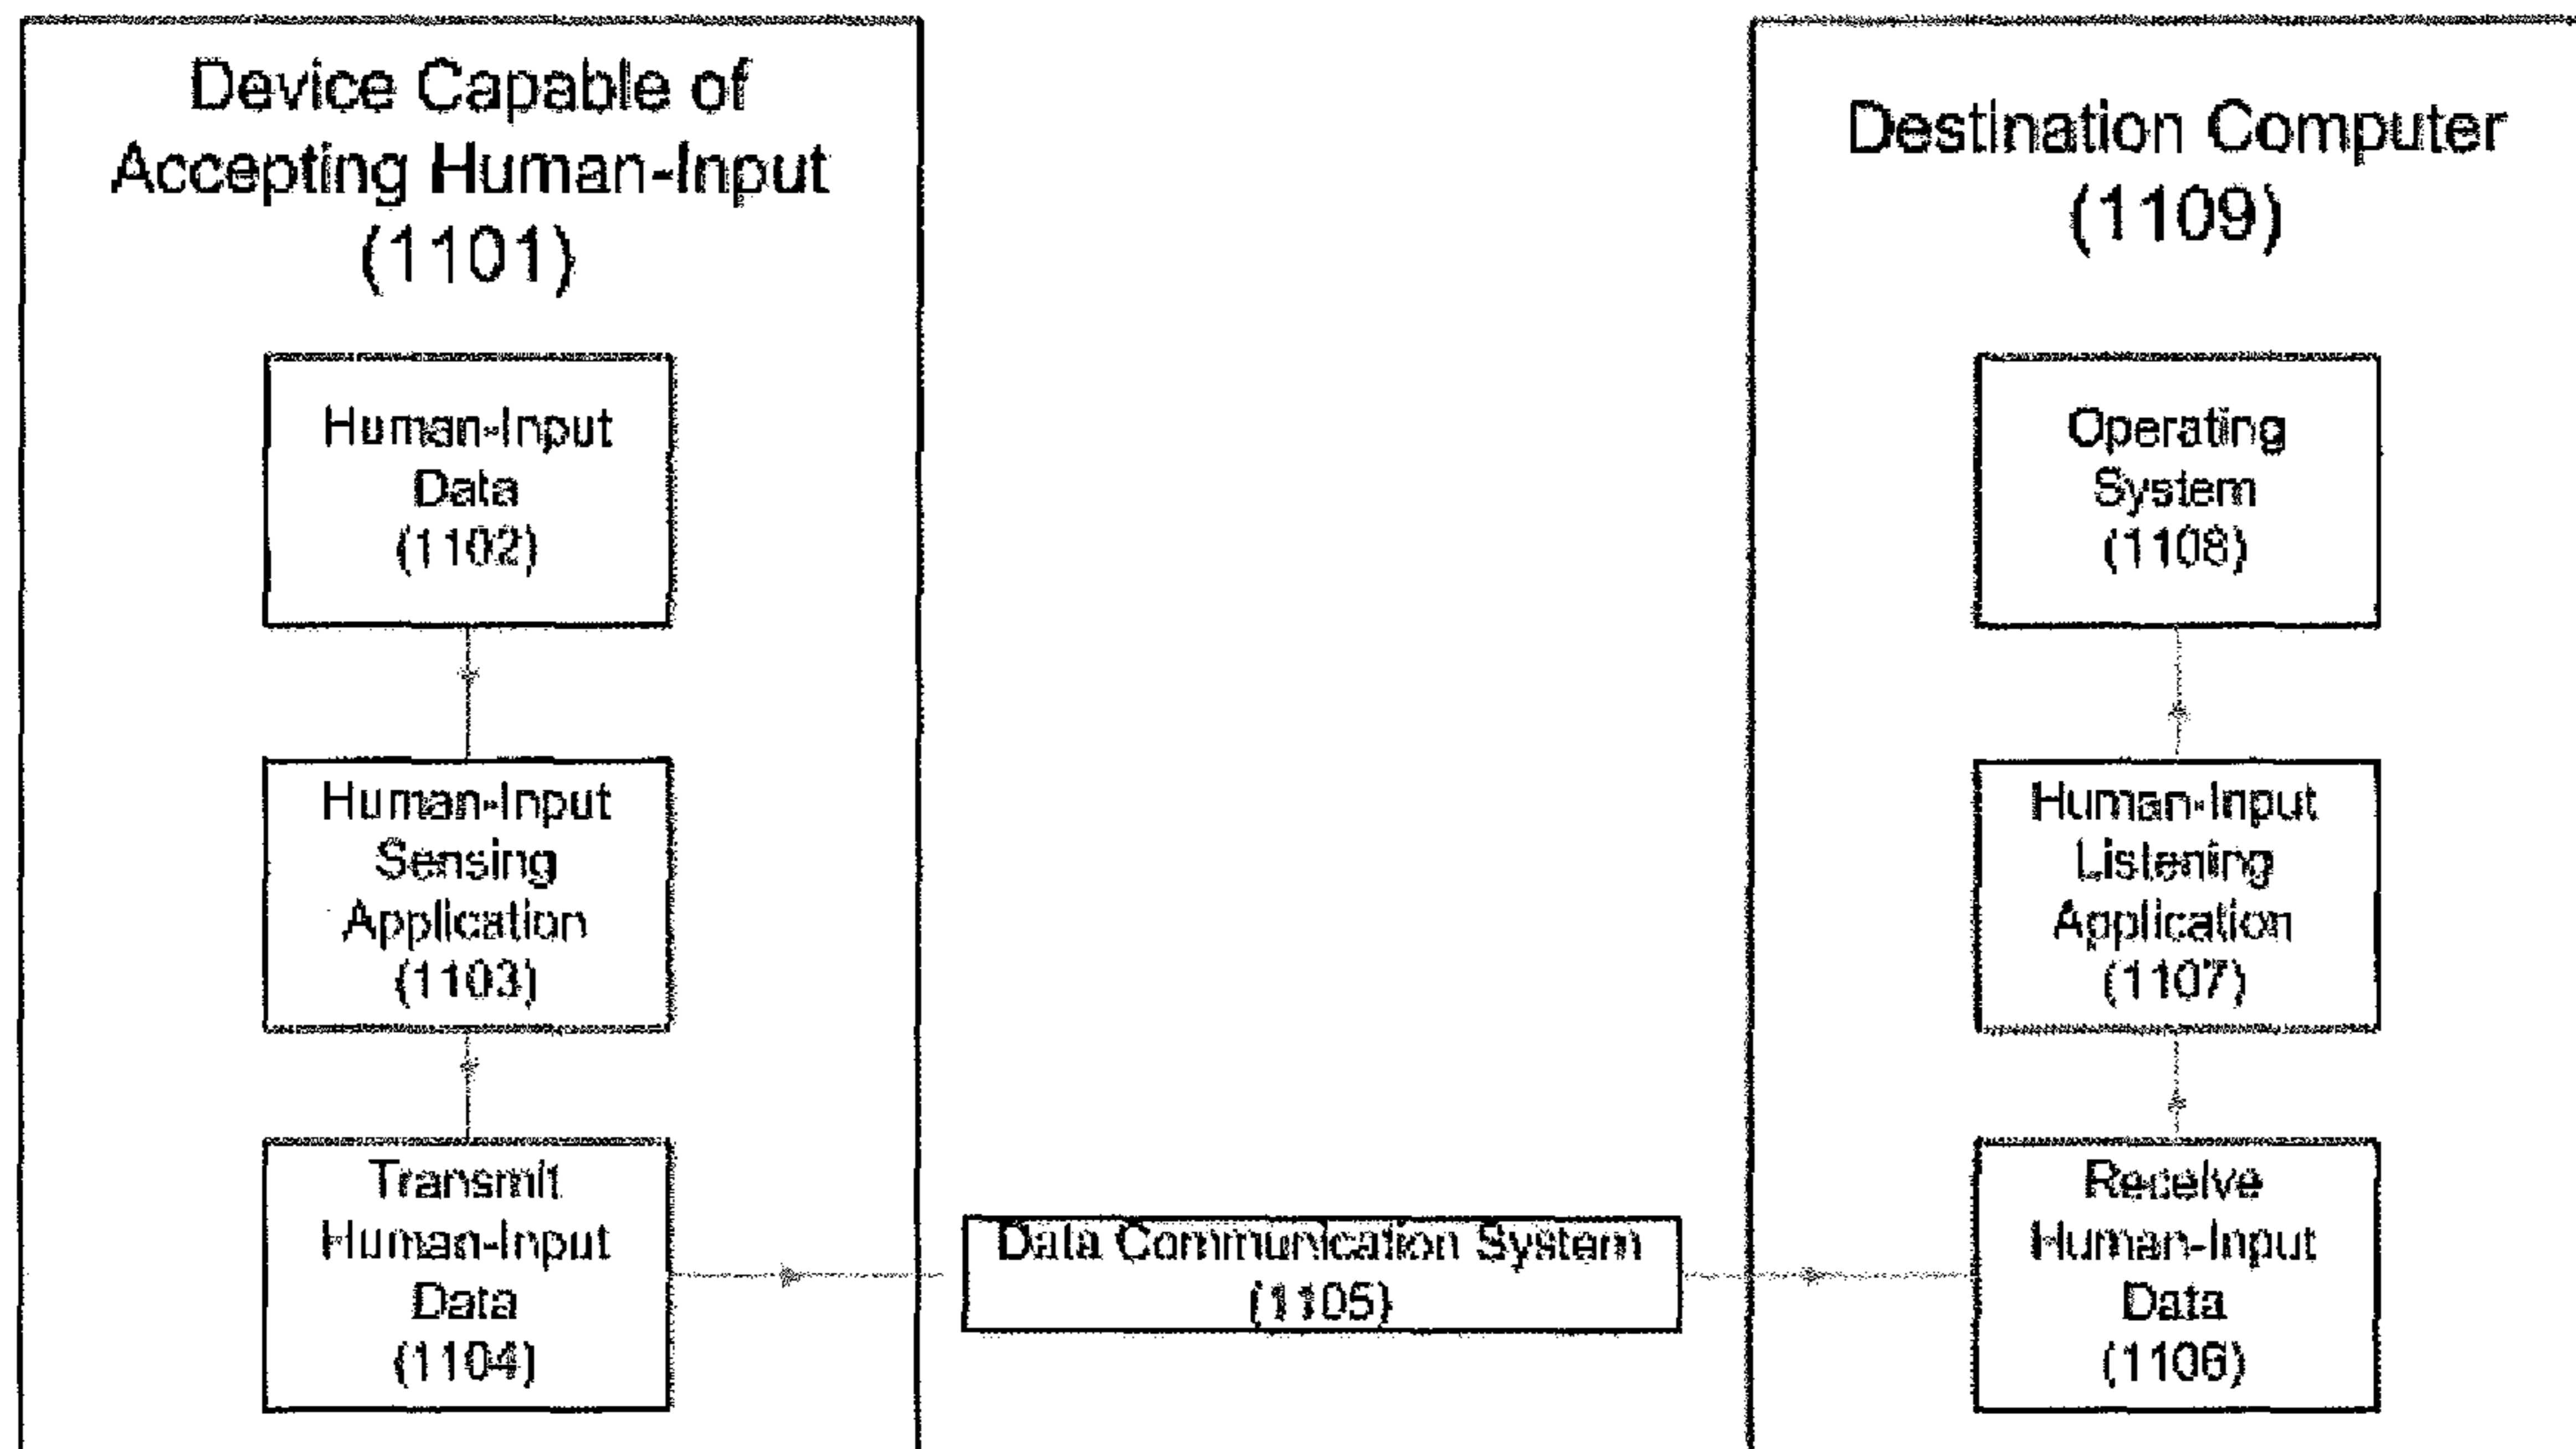 Device Capable of
Accepting Human-Input
(1101)
Human-Input
Data
(1102)
Human-Input
Sensing
Application
(1103)
Transmit
Human-Input
Data
(1104)
Data Communication System
(1105)
Destination Computer
(1109)
Operating
System
(1108)
Human-Input
Listening
Application
(1107)
Receive
Human-Input
Data
(1106)